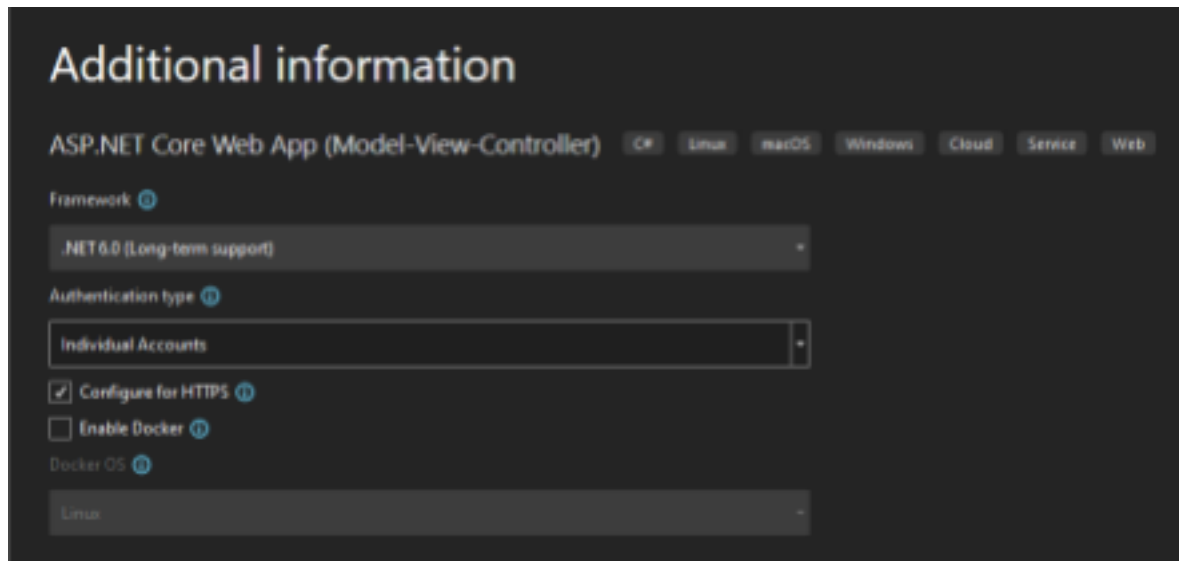 Additional information
ASP.NET Core Web App (Model-View-Controller) C# Linux macOS Windows Cloud Service Web
Framework
.NET 6.0 (Long-term support)
Authentication type
Individual Accounts
Configure for HTTPS
Enable Docker
Docker OS
Linux